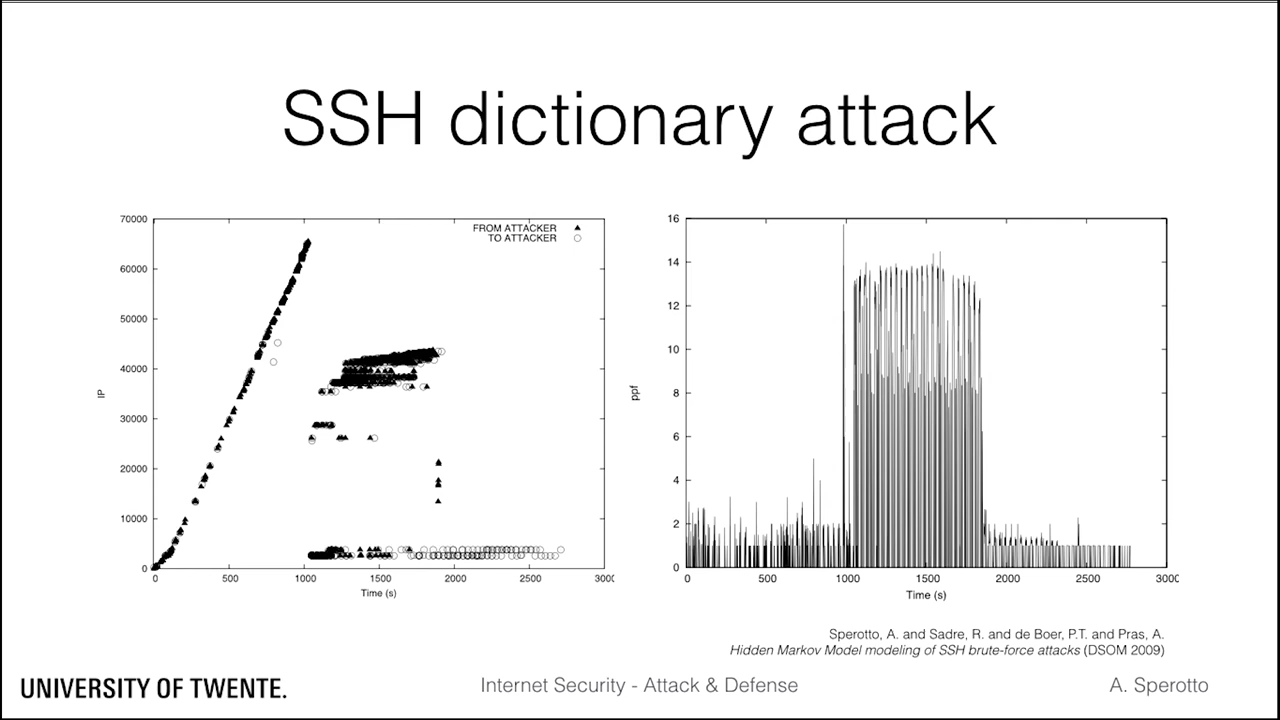 SSH dictionary attack
70000
60000
50000
40000
30000
20000
10000
0
IP
FROM ATTACKER
TO ATTACKER
0 500 1000 1500 2000 2500 3000
Time (s)
16
14
12
10
8
6
4
2
0
ppf
0 500 1000 1500 2000 2500 3000
Time (s)
Sperotto, A. and Sadre, R. and de Boer, P.T. and Pras, A.
Hidden Markov Model modeling of SSH brute-force attacks (DSOM 2009)
UNIVERSITY OF TWENTE.
Internet Security - Attack & Defense
A. Sperotto